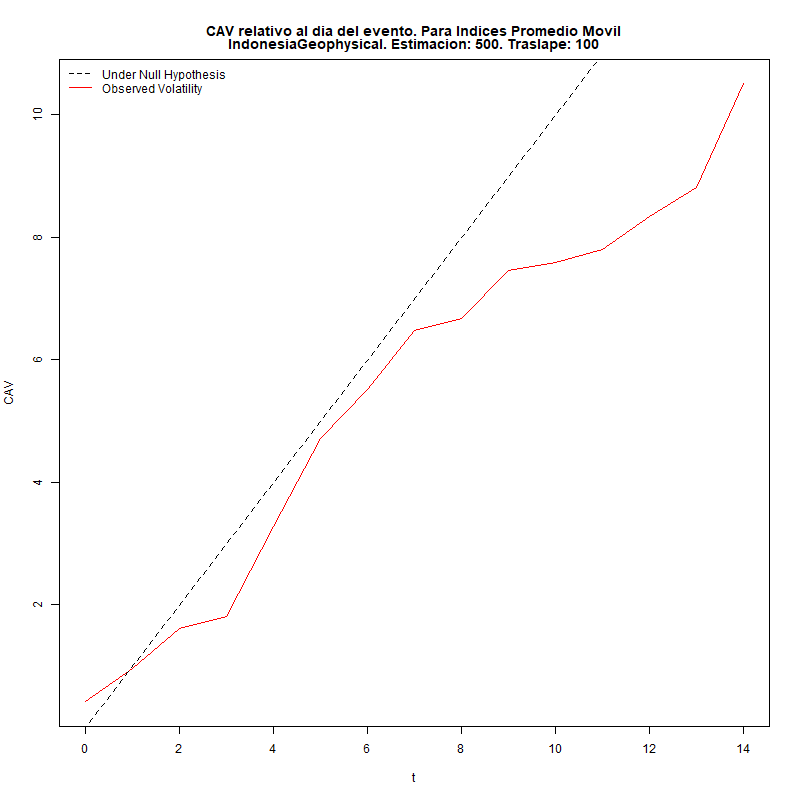 CAV relativo al dia del evento. Para Indices Promedio Movil
IndonesiaGeophysical. Estimacion: 500. Traslape: 100
Under Null Hypothesis
Observed Volatility
10
8
6
4
2
CAV
0 2 4 6 8 10 12 14
t